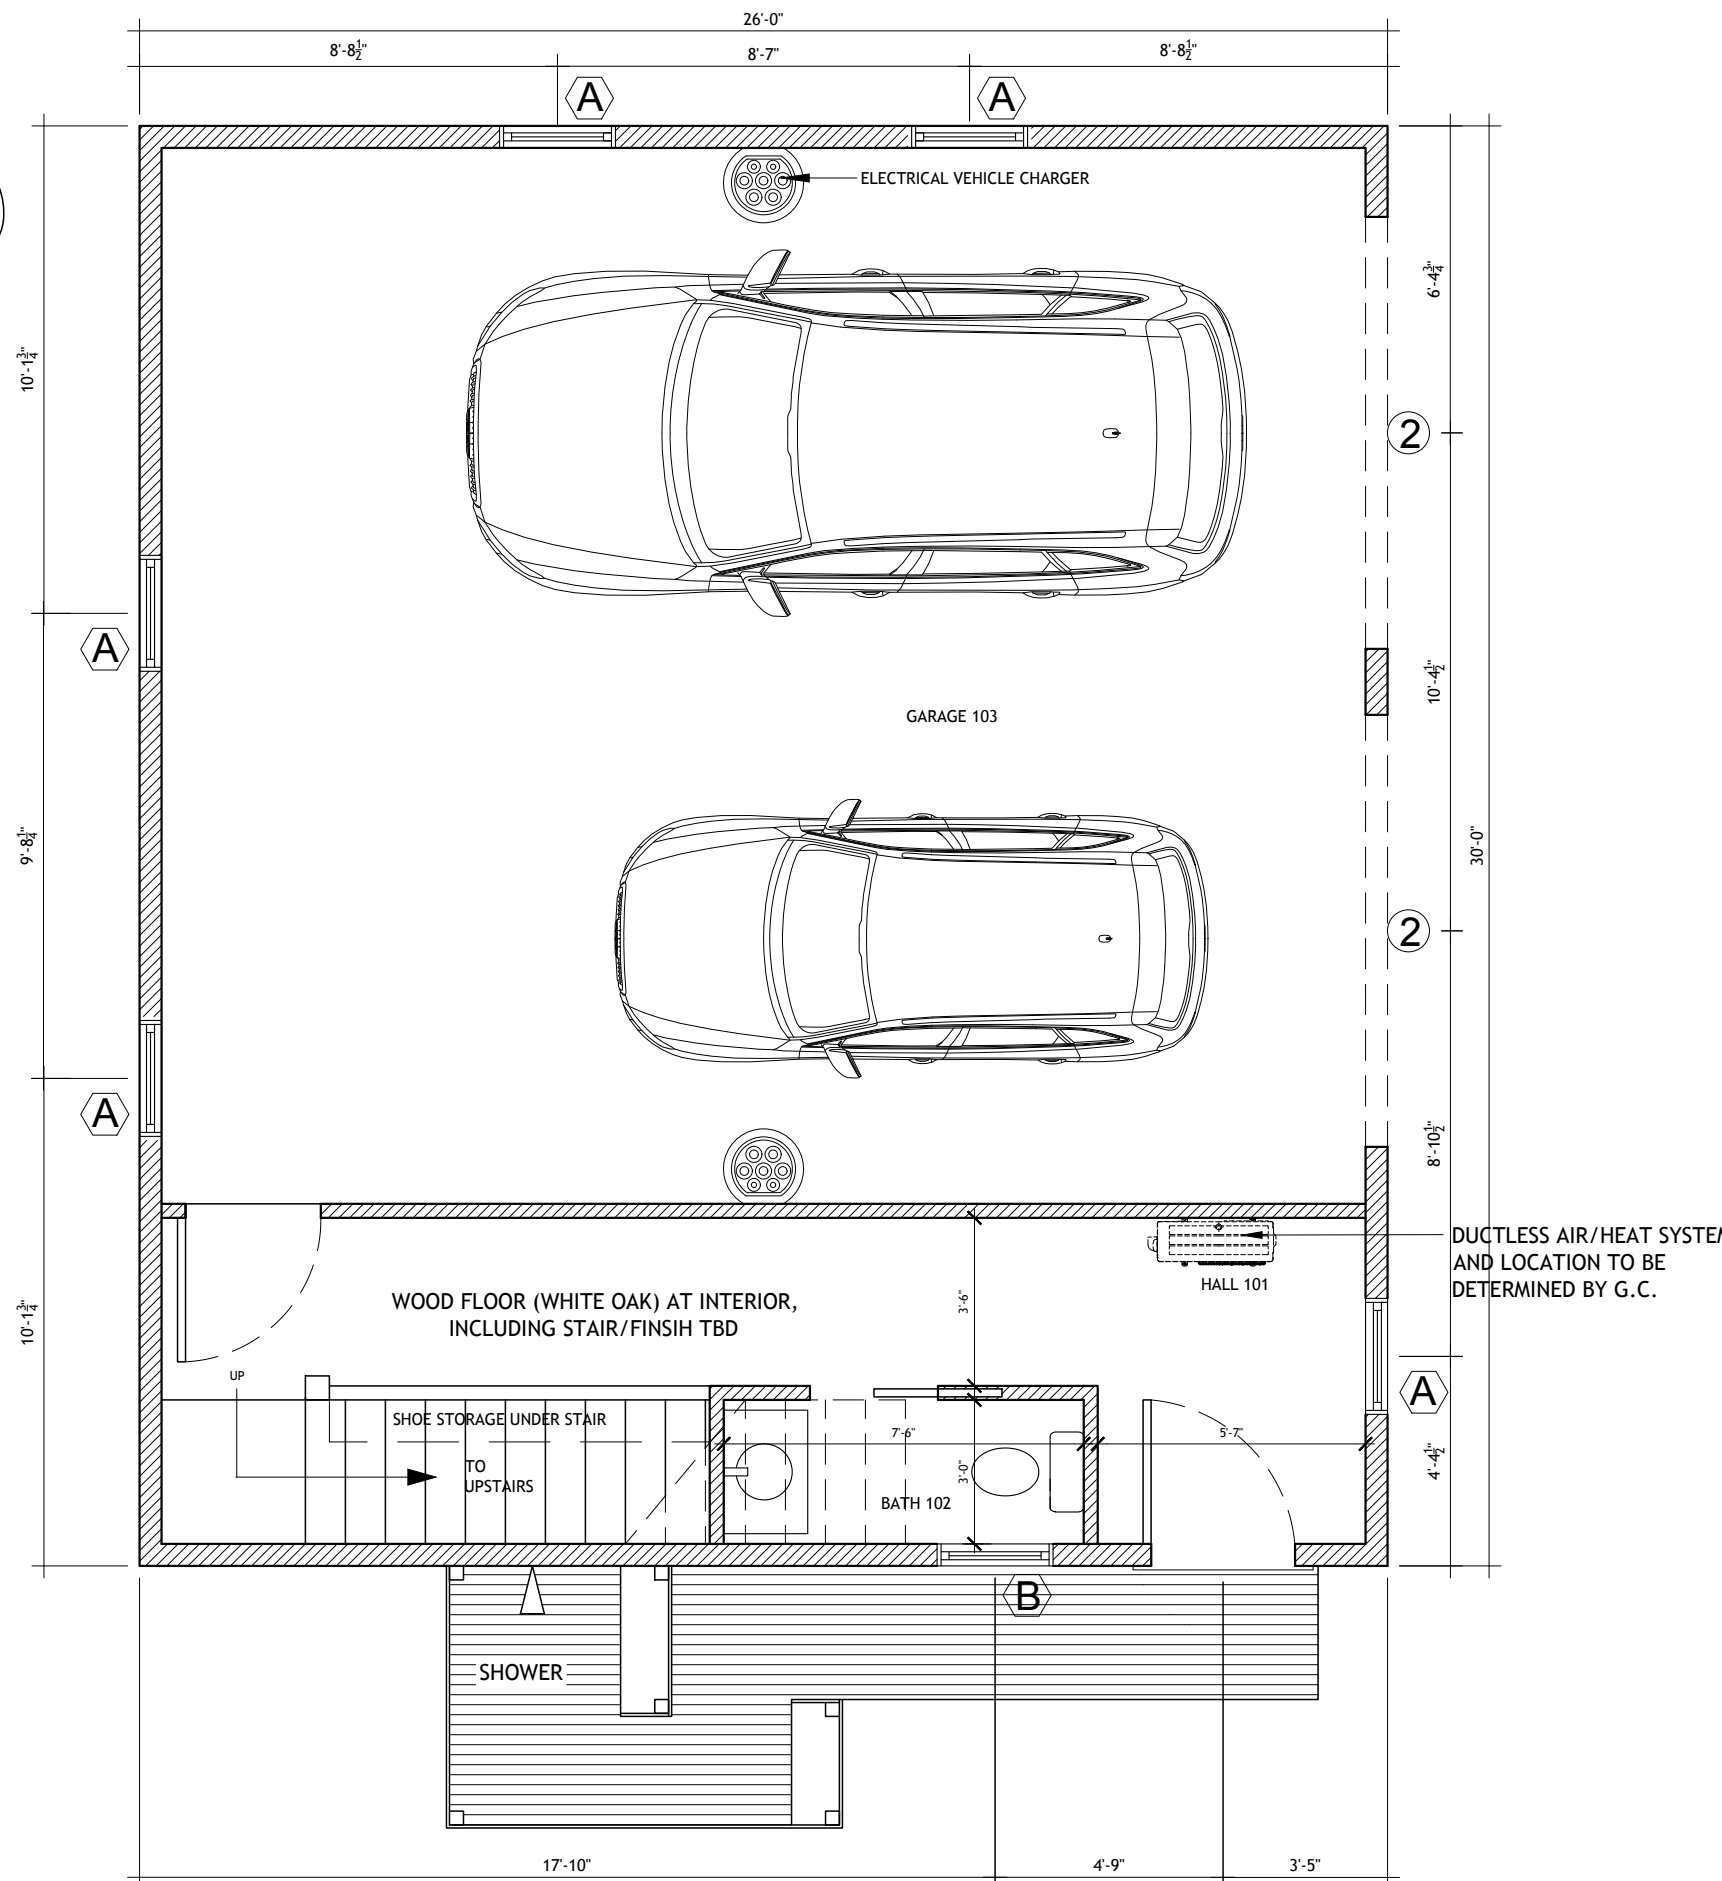 26'-0"
8'-8½"
8'-7"
8'-8½"
A
A
ELECTRICAL VEHICLE CHARGER
6'-4¾"
10'-1¾"
2
A
10'-4½"
GARAGE 103
9'-8¼"
30'-0"
2
A
8'-10½"
DUCTLESS AIR/HEAT SYSTEM
AND LOCATION TO BE
DETERMINED BY G.C.
HALL 101
3'-6"
WOOD FLOOR (WHITE OAK) AT INTERIOR,
INCLUDING STAIR/FINSIH TBD
10'-1¾"
UP
A
SHOE STORAGE UNDER STAIR
7'-6"
5'-7"
4'-4½"
TO
UPSTAIRS
3'-0"
BATH 102
B
SHOWER
17'-10"
4'-9"
3'-5"